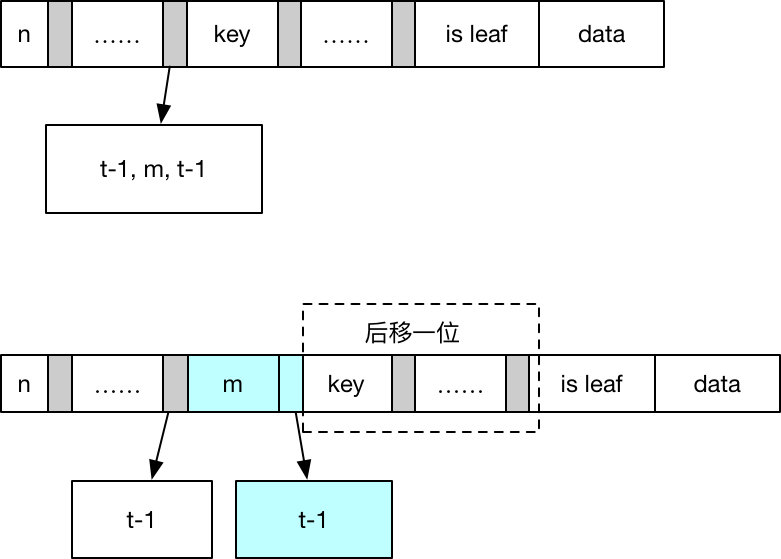 n …… key …… is leaf data
t-1, m, t-1
后移一位
n …… m key …… is leaf data
t-1 t-1